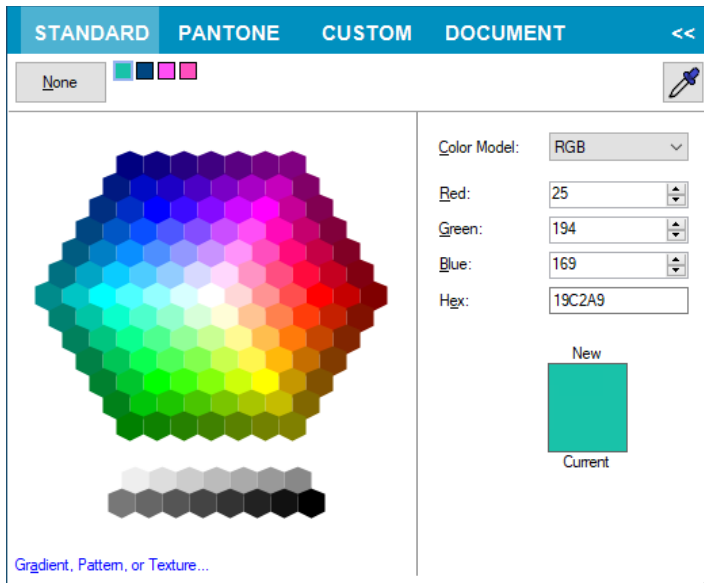 STANDARD PANTONE CUSTOM DOCUMENT <<
None
Color Model: RGB
Red: 25
Green: 194
Blue: 169
Hex: 19C2A9
New
Current
Gradient, Pattern, or Texture...